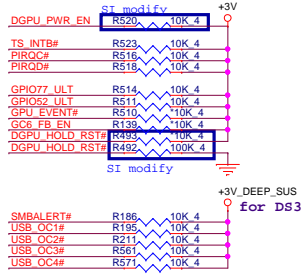 SI modify
+3V
DGPU_PWR_EN R520 10K_4
TS_INTB# R523 10K_4
PIRQC# R516 10K_4
PIRQD# R518 10K_4
GPIO77_ULT R514 10K_4
GPIO52_ULT R511 10K_4
GPU_EVENT# R510 *10K_4
GC6_FB_EN R139 *10K_4
DGPU_HOLD_RST# R493 *10K_4
DGPU_HOLD_RST# R492 100K_4
SI modify
+3V_DEEP_SUS
for DS3
SMBALERT# R186 10K_4
USB_OC1# R195 10K_4
USB_OC2# R211 10K_4
USB_OC3# R561 10K_4
USB_OC4# R571 10K_4